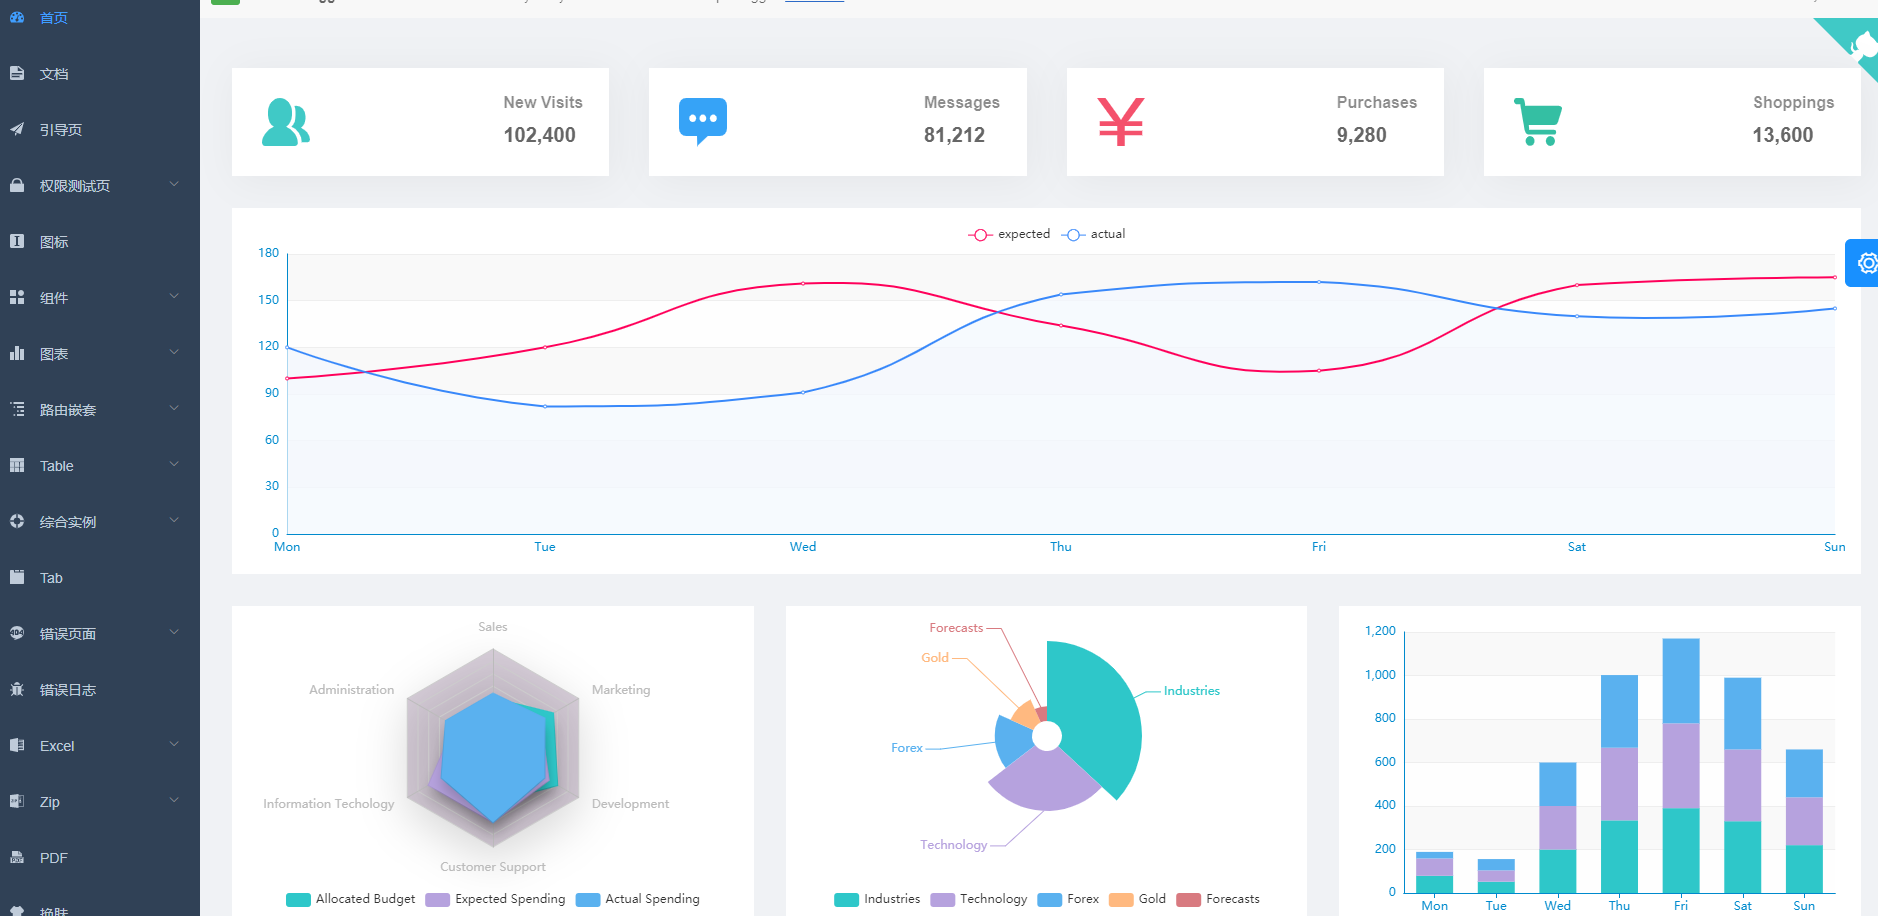 首页
文档
引导页
权限测试页
图标
组件
图表
路由嵌套
Table
综合实例
Tab
错误页面
错误日志
Excel
Zip
PDF
换肤
New Visits
102,400
Messages
81,212
Purchases
9,280
Shoppings
13,600
expected actual
180
150
120
90
60
30
0
Mon Tue Wed Thu Fri Sat Sun
Sales
Administration Marketing
Information Techology Development
Customer Support
Allocated Budget Expected Spending Actual Spending
Forecasts
Gold
Industries
Forex
Technology
Industries Technology Forex Gold Forecasts
1,200
1,000
800
600
400
200
0
Mon Tue Wed Thu Fri Sat Sun